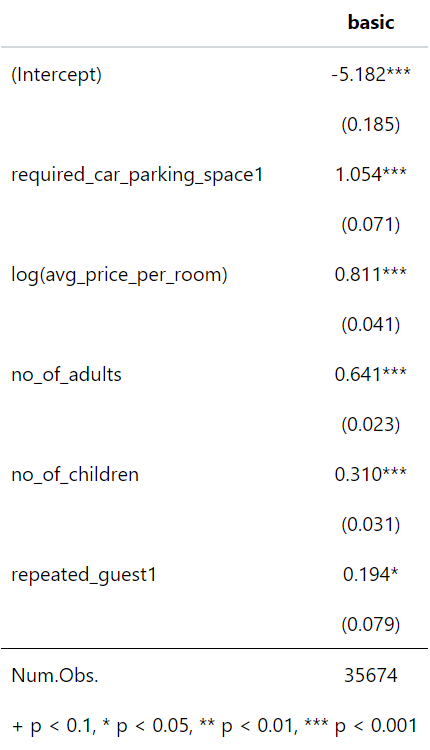 basic
(Intercept) -5.182***
(0.185)
required_car_parking_space1 1.054***
(0.071)
log(avg_price_per_room) 0.811***
(0.041)
no_of_adults 0.641***
(0.023)
no_of_children 0.310***
(0.031)
repeated_guest1 0.194*
(0.079)
Num.Obs. 35674
+ p < 0.1, * p < 0.05, ** p < 0.01, *** p < 0.001